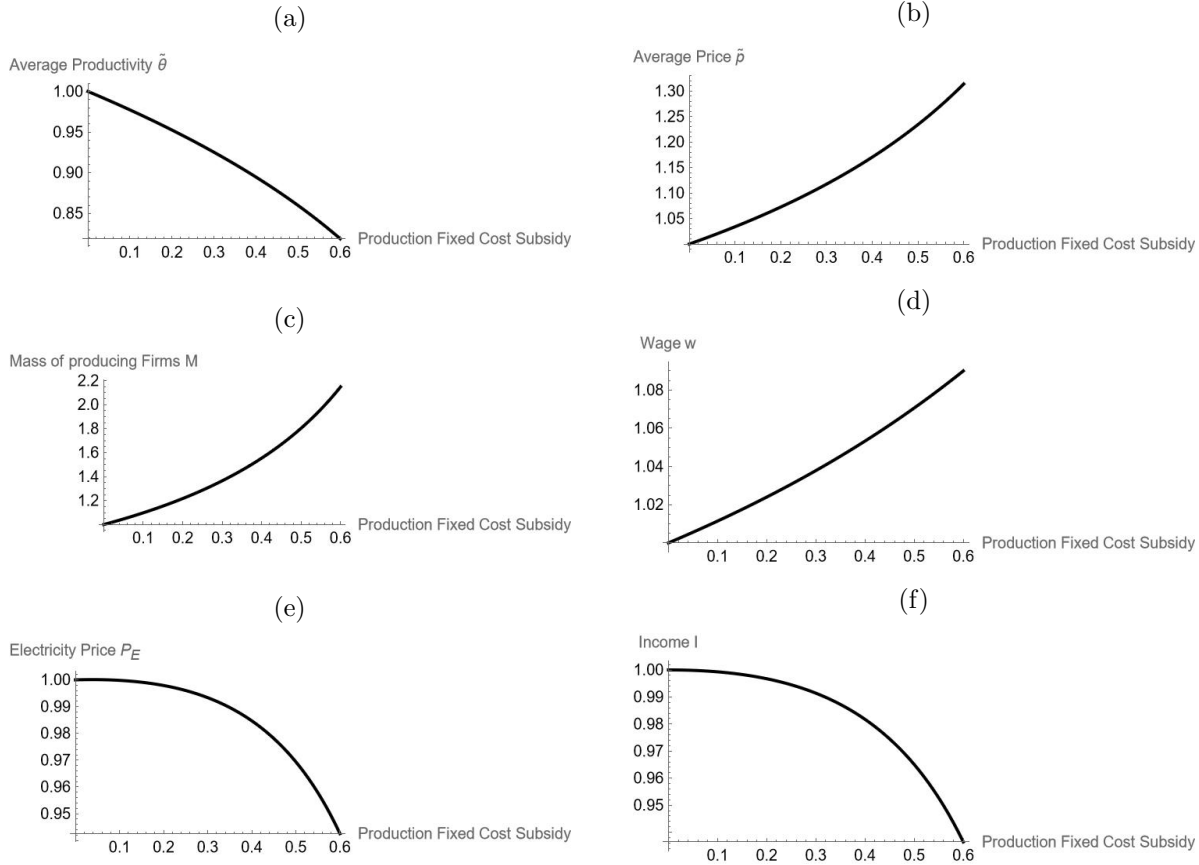 (a)
Average Productivity θ̃
1.00
0.95
0.90
0.85
0.1 0.2 0.3 0.4 0.5 0.6
Production Fixed Cost Subsidy
(b)
Average Price p̃
1.30
1.25
1.20
1.15
1.10
1.05
0.1 0.2 0.3 0.4 0.5 0.6
Production Fixed Cost Subsidy
(c)
Mass of producing Firms M
2.2
2.0
1.8
1.6
1.4
1.2
0.1 0.2 0.3 0.4 0.5 0.6
Production Fixed Cost Subsidy
(d)
Wage w
1.08
1.06
1.04
1.02
0.1 0.2 0.3 0.4 0.5 0.6
Production Fixed Cost Subsidy
(e)
Electricity Price P_E
1.00
0.99
0.98
0.97
0.96
0.95
0.1 0.2 0.3 0.4 0.5 0.6
Production Fixed Cost Subsidy
(f)
Income I
1.00
0.99
0.98
0.97
0.96
0.95
0.1 0.2 0.3 0.4 0.5 0.6
Production Fixed Cost Subsidy